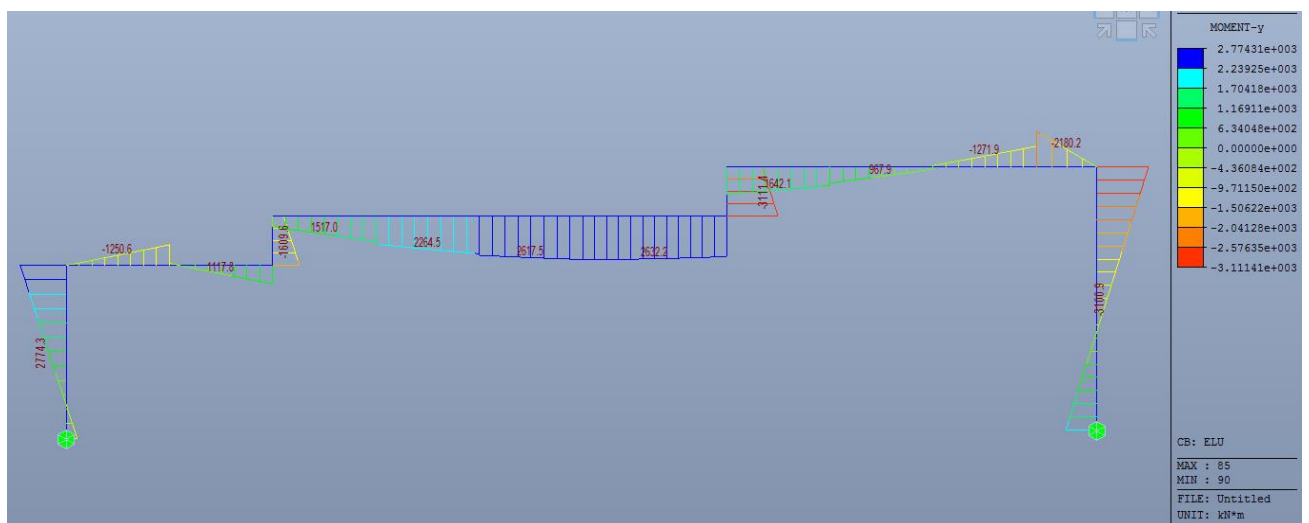 MOMENT-y
2.77431e+003
2.23925e+003
1.70418e+003
1.16911e+003
6.34048e+002
0.00000e+000
-4.36084e+002
-9.71150e+002
-1.50622e+003
-2.04128e+003
-2.57635e+003
-3.11141e+003
-2180.2
-1271.9
967.9
1642.1
-3111.4
1517.0
-1609.6
2264.5
2617.5
2632.2
-1250.6
1117.8
2774.3
-3100.9
CB: ELU
MAX : 85
MIN : 90
FILE: Untitled
UNIT: kN*m